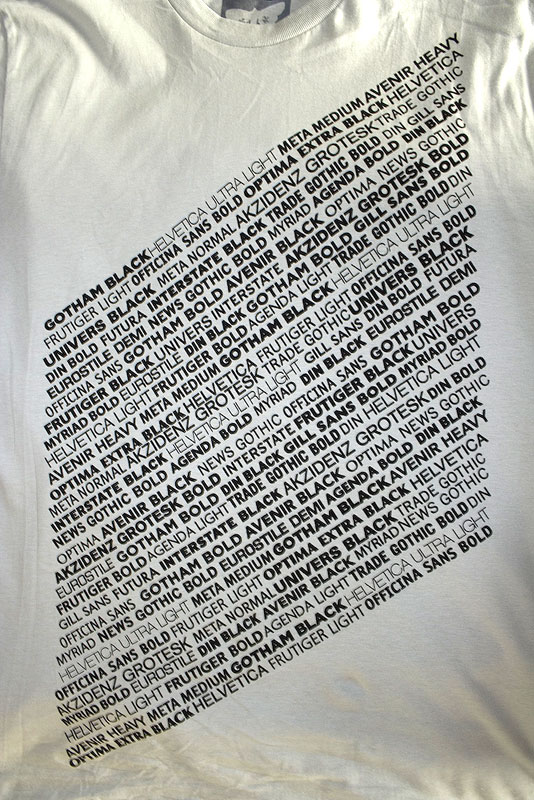 GOTHAM BLACK HELVETICA ULTRA LIGHT META MEDIUM AVENIR HEAVY
FRUTIGER LIGHT OFFICINA SANS BOLD OPTIMA EXTRA BLACK HELVETICA
UNIVERS BLACK META NORMAL AKZIDENZ GROTESK TRADE GOTHIC
DIN BOLD FUTURA INTERSTATE BLACK TRADE GOTHIC BOLD DIN GILL SANS
EUROSTILE DEMI NEWS GOTHIC BOLD MYRIAD AGENDA BOLD DIN BLACK
OFFICINA SANS GOTHAM BOLD AVENIR BLACK OPTIMA NEWS GOTHIC
FRUTIGER BLACK UNIVERS INTERSTATE AKZIDENZ GROTESK BOLD
MYRIAD BOLD EUROSTILE DIN BLACK GOTHAM BOLD GILL SANS BOLD
HELVETICA LIGHT FRUTIGER BOLD AGENDA LIGHT TRADE GOTHIC BOLD DIN
AVENIR HEAVY META MEDIUM GOTHAM BLACK HELVETICA ULTRA LIGHT
OPTIMA EXTRA BLACK HELVETICA FRUTIGER LIGHT OFFICINA SANS BOLD
META NORMAL AKZIDENZ GROTESK TRADE GOTHIC UNIVERS BLACK
INTERSTATE BLACK HELVETICA ULTRA LIGHT GILL SANS DIN BOLD FUTURA
NEWS GOTHIC BOLD AGENDA BOLD MYRIAD DIN BLACK EUROSTILE DEMI
OPTIMA AVENIR BLACK NEWS GOTHIC OFFICINA SANS GOTHAM BOLD
AKZIDENZ GROTESK BOLD INTERSTATE FRUTIGER BLACK UNIVERS
EUROSTILE GOTHAM BOLD DIN BLACK GILL SANS BOLD MYRIAD BOLD
FRUTIGER BOLD AGENDA LIGHT TRADE GOTHIC BOLD DIN HELVETICA LIGHT
GILL SANS FUTURA INTERSTATE BLACK AKZIDENZ GROTESK DIN BOLD
OFFICINA SANS GOTHAM BOLD AVENIR BLACK OPTIMA NEWS GOTHIC
MYRIAD NEWS GOTHIC BOLD EUROSTILE DEMI AGENDA BOLD DIN BLACK
HELVETICA ULTRA LIGHT META MEDIUM GOTHAM BLACK AVENIR HEAVY
OFFICINA SANS BOLD FRUTIGER LIGHT OPTIMA EXTRA BLACK HELVETICA
AKZIDENZ GROTESK META NORMAL UNIVERS BLACK TRADE GOTHIC
MYRIAD BOLD EUROSTILE DIN BLACK AVENIR BLACK MYRIAD NEWS GOTHIC
HELVETICA LIGHT FRUTIGER BOLD AGENDA LIGHT TRADE GOTHIC BOLD DIN
AVENIR HEAVY META MEDIUM GOTHAM BLACK HELVETICA ULTRA LIGHT
OPTIMA EXTRA BLACK HELVETICA FRUTIGER LIGHT OFFICINA SANS BOLD